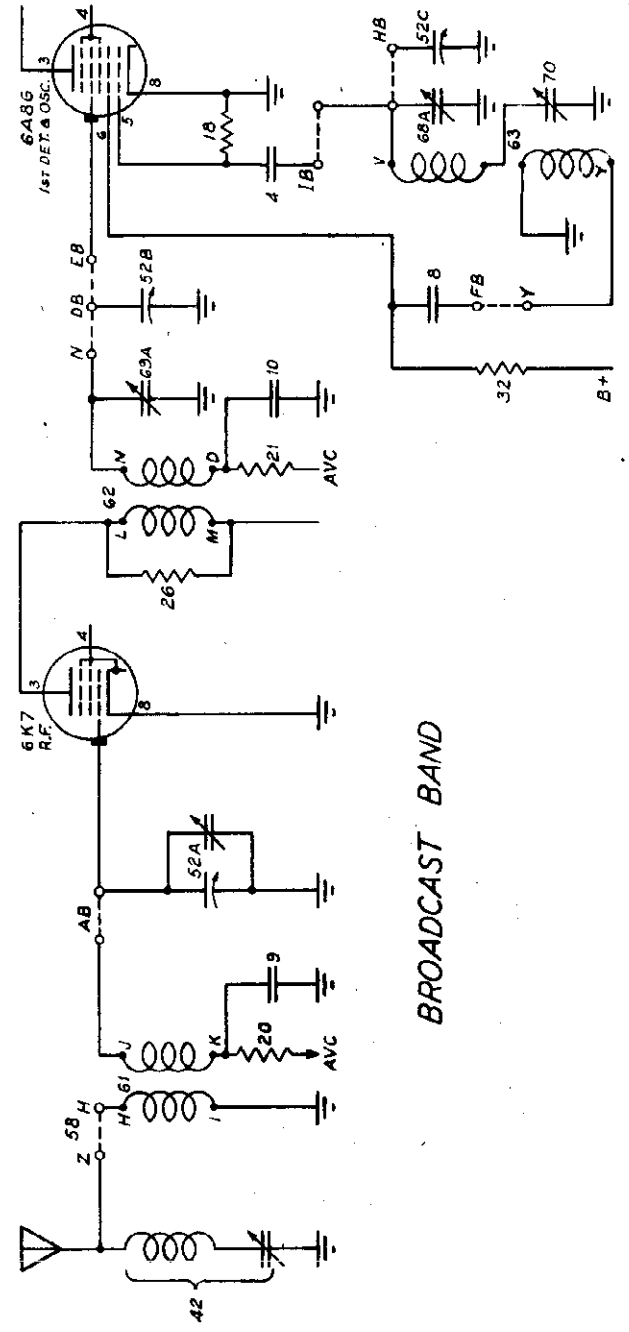 42
Z
58
H
H
61
I
J
K
20
AVC
9
AB
52A
6K7
R.F.
3
4
8
26
L
62
M
N
D
21
AVC
10
69A
N
DB
EB
52B
6A8G
1ST DET. & OSC.
3
4
6
5
8
18
4
IB
HB
52C
68A
V
63
70
Y
8
FB
Y
32
B+
BROADCAST BAND